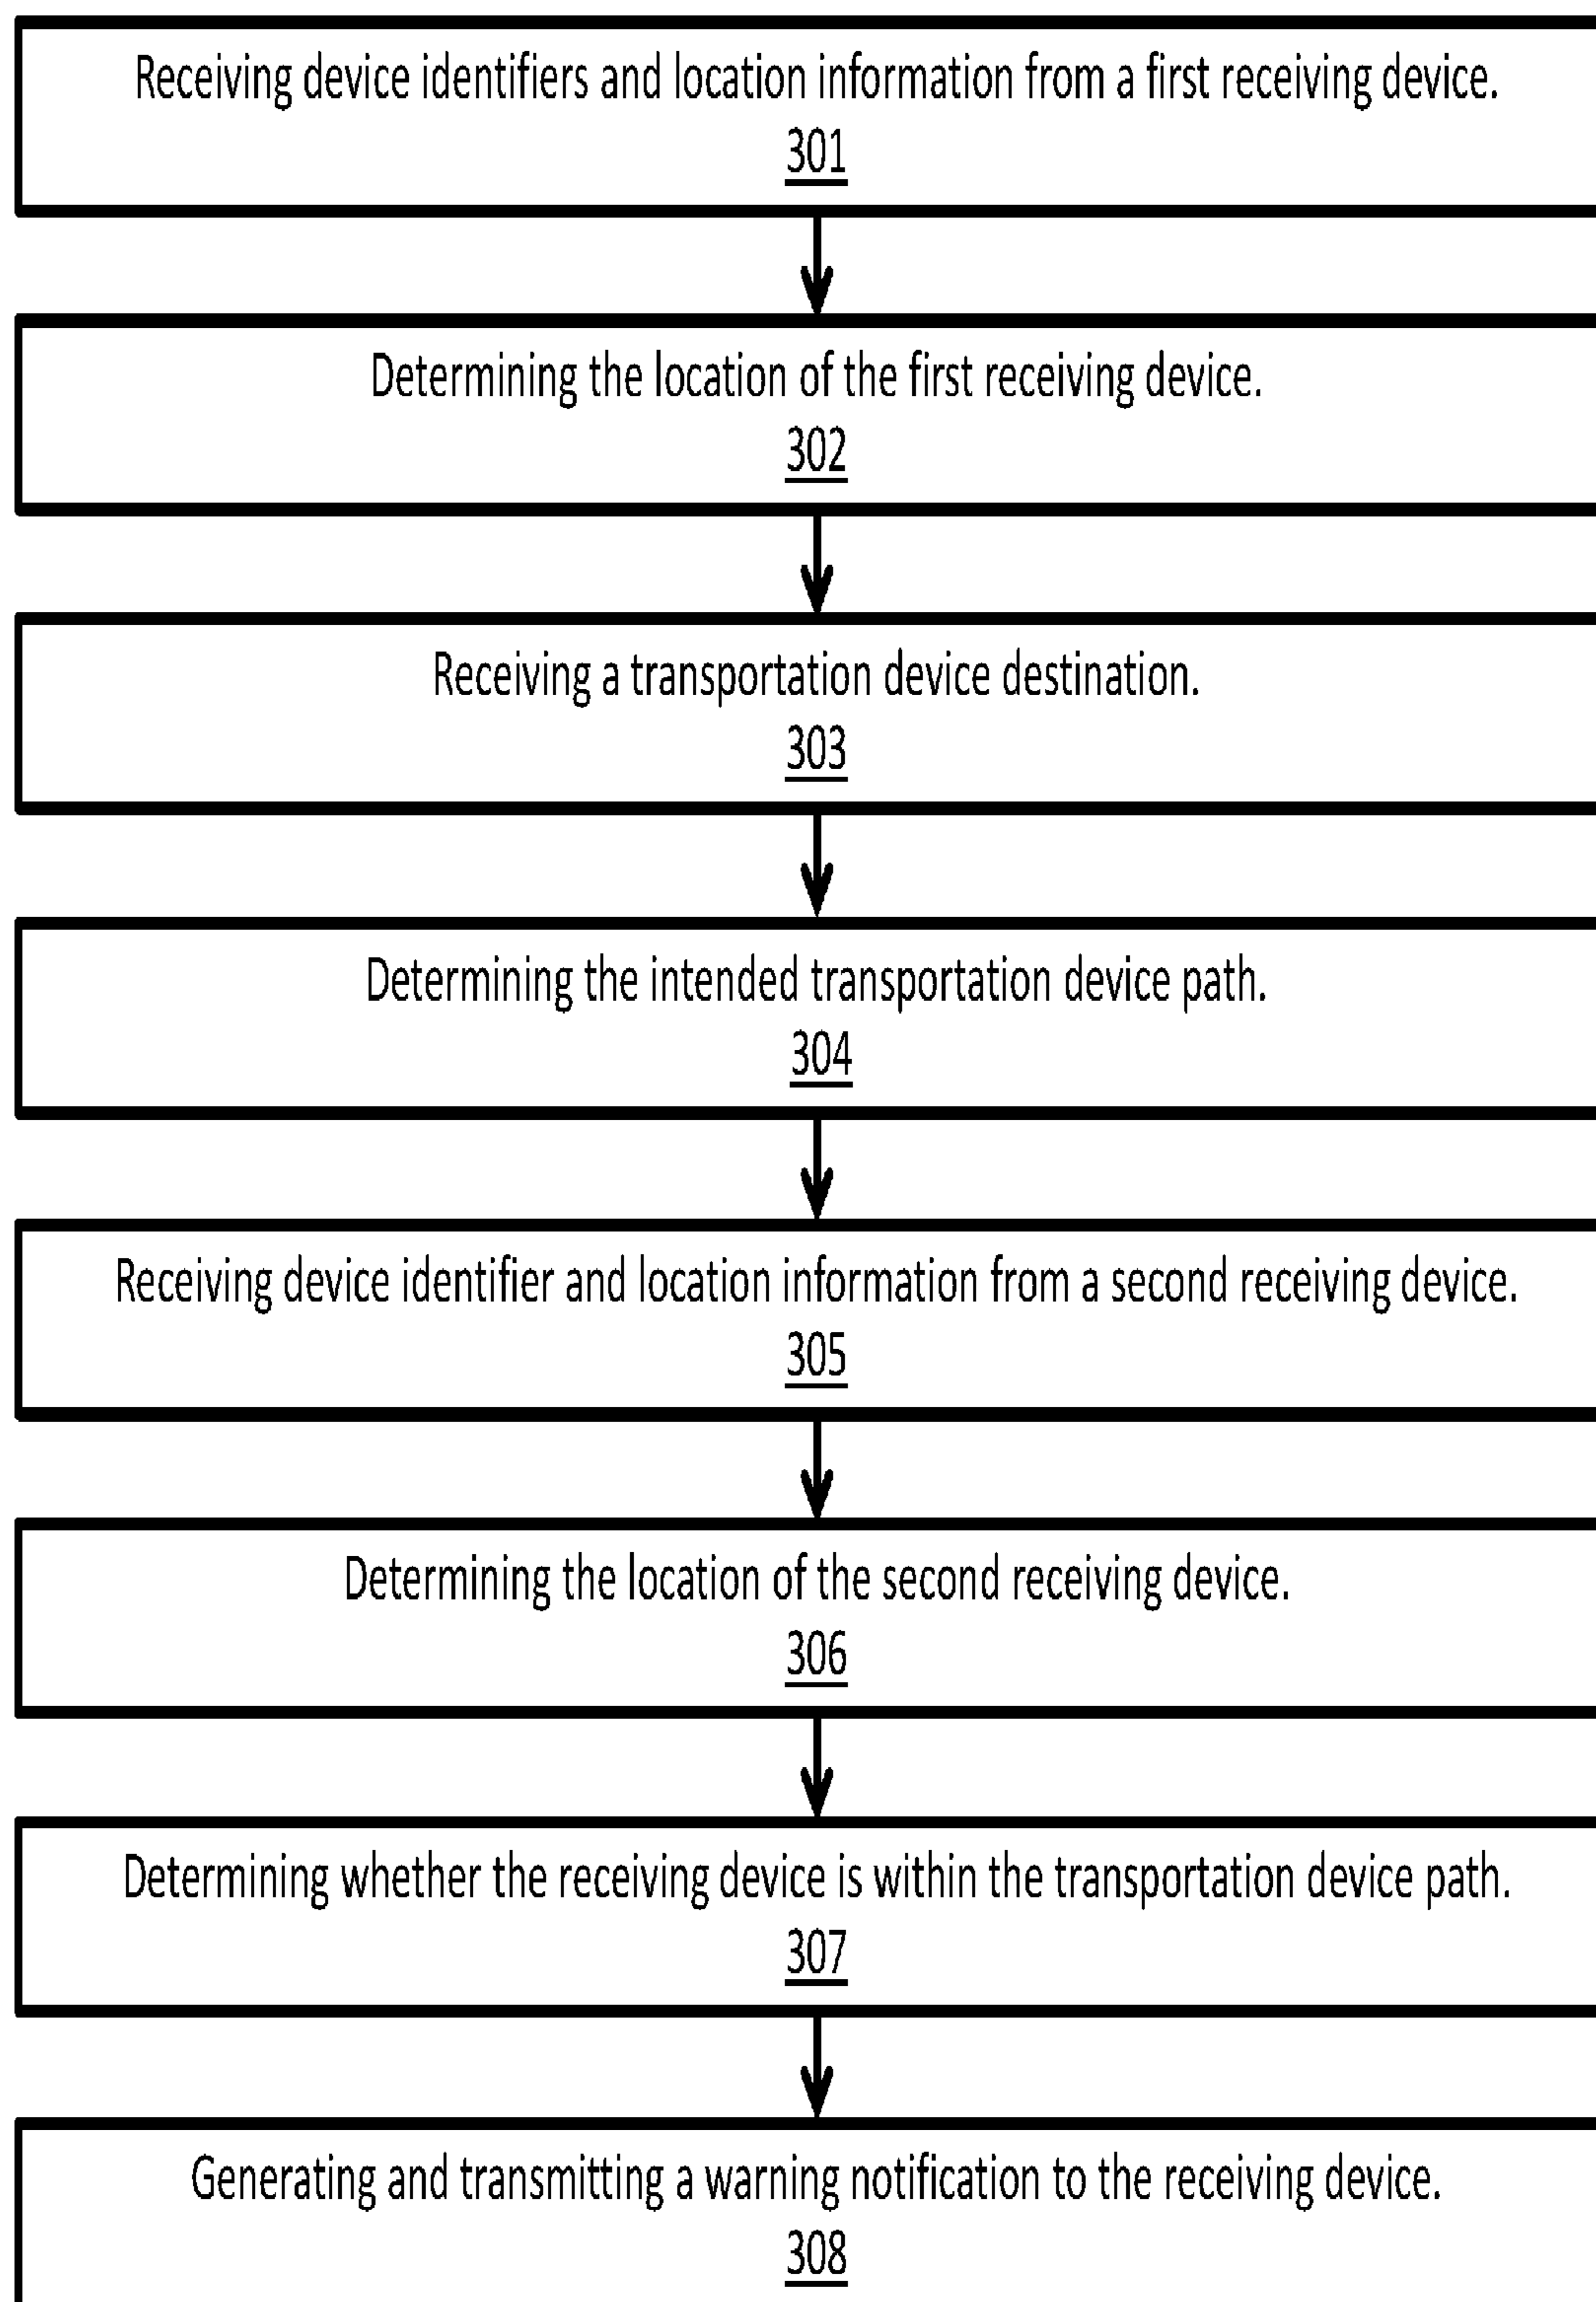 Receiving device identifiers and location information from a first receiving device.
301
Determining the location of the first receiving device.
302
Receiving a transportation device destination.
303
Determining the intended transportation device path.
304
Receiving device identifier and location information from a second receiving device.
305
Determining the location of the second receiving device.
306
Determining whether the receiving device is within the transportation device path.
307
Generating and transmitting a warning notification to the receiving device.
308